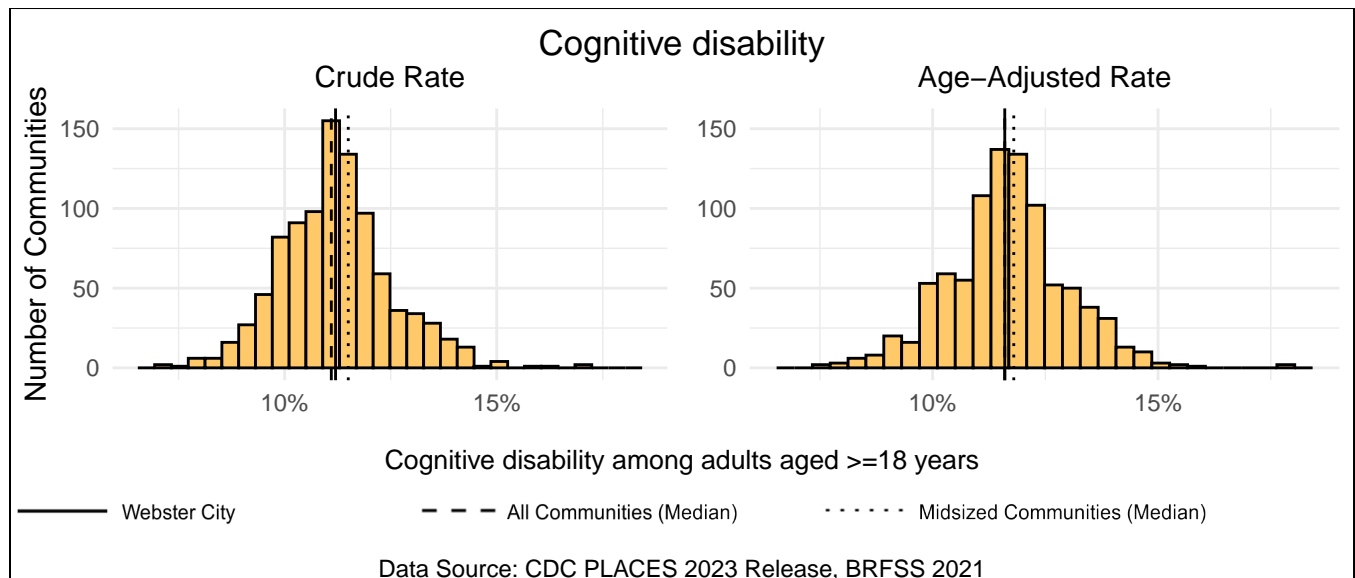 Cognitive disability
Crude Rate
Age−Adjusted Rate
Number of Communities
150
100
50
0
10%
15%
150
100
50
0
10%
15%
Cognitive disability among adults aged >=18 years
Webster City
All Communities (Median)
Midsized Communities (Median)
Data Source: CDC PLACES 2023 Release, BRFSS 2021